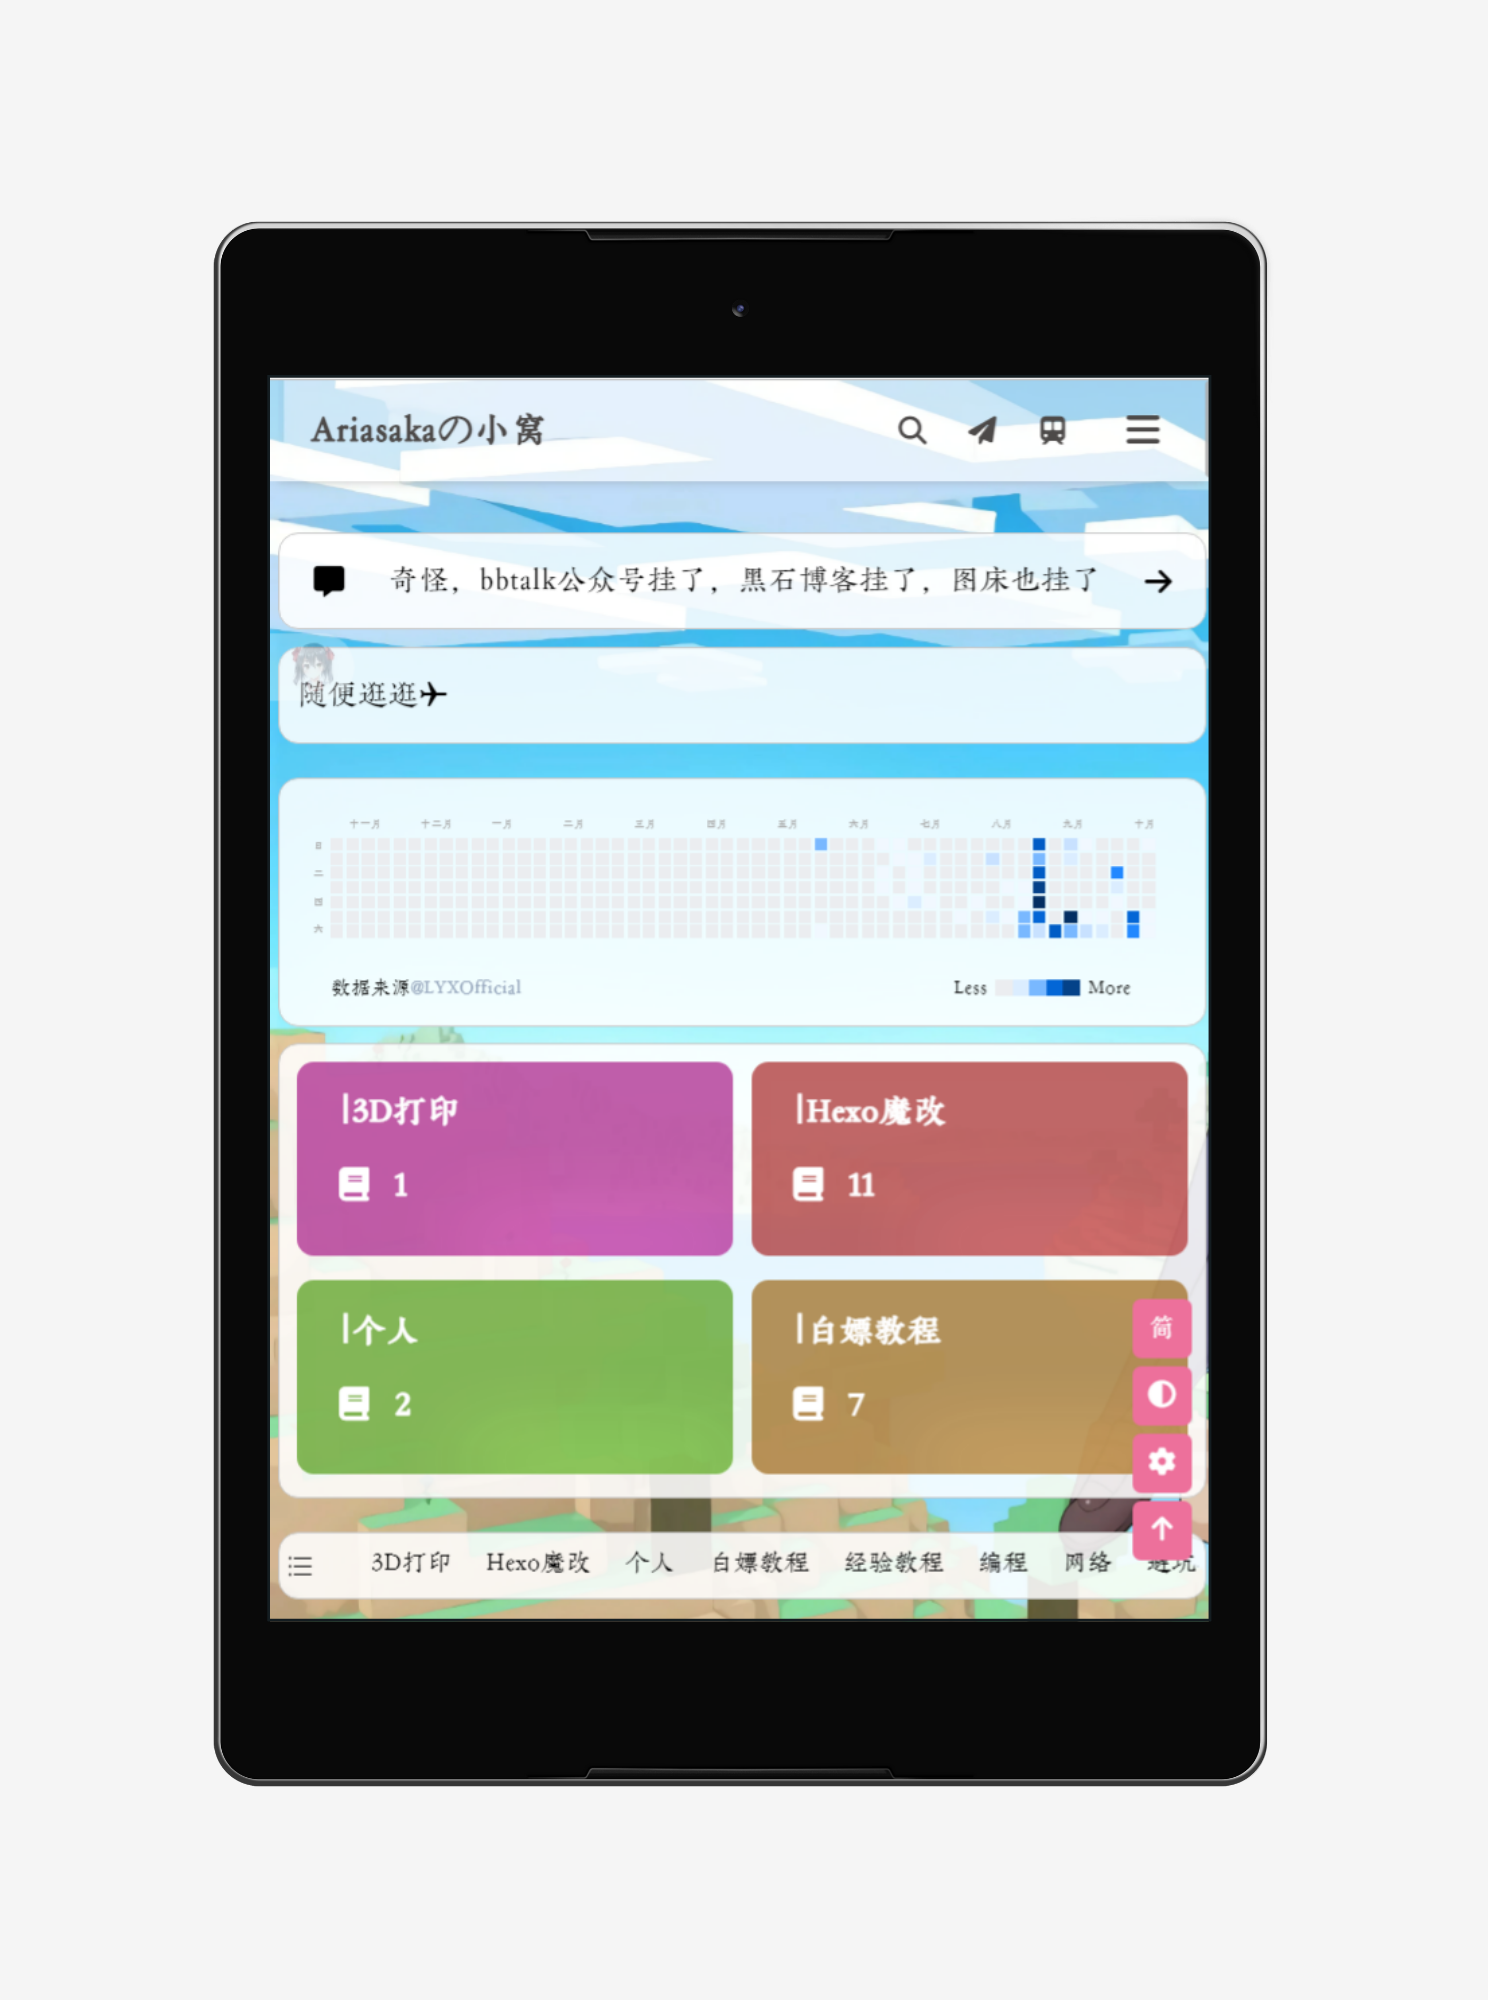 Ariasakaの小窝
奇怪，bbtalk公众号挂了，黑石博客挂了，图床也挂了
随便逛逛
十一月 十二月 一月 二月 三月 四月 五月 六月 七月 八月 九月 十月
日
二
四
六
数据来源@LYXOfficial
Less More
|3D打印
1
|Hexo魔改
11
|个人
2
|白嫖教程
7
简
3D打印 Hexo魔改 个人 白嫖教程 经验教程 编程 网络